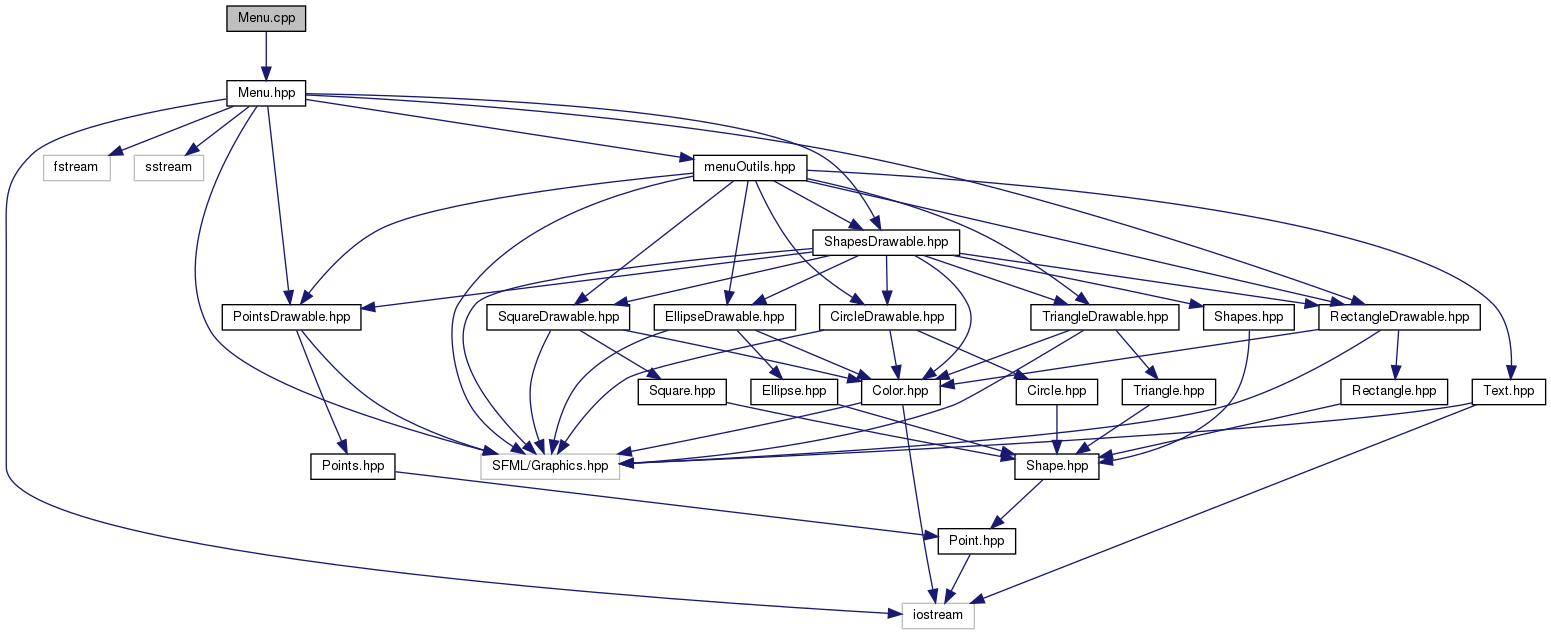 Menu.cpp
Menu.hpp
fstream
sstream
menuOutils.hpp
ShapesDrawable.hpp
PointsDrawable.hpp
SquareDrawable.hpp
EllipseDrawable.hpp
CircleDrawable.hpp
TriangleDrawable.hpp
Shapes.hpp
RectangleDrawable.hpp
Square.hpp
Ellipse.hpp
Color.hpp
Circle.hpp
Triangle.hpp
Rectangle.hpp
Text.hpp
Points.hpp
SFML/Graphics.hpp
Shape.hpp
Point.hpp
iostream